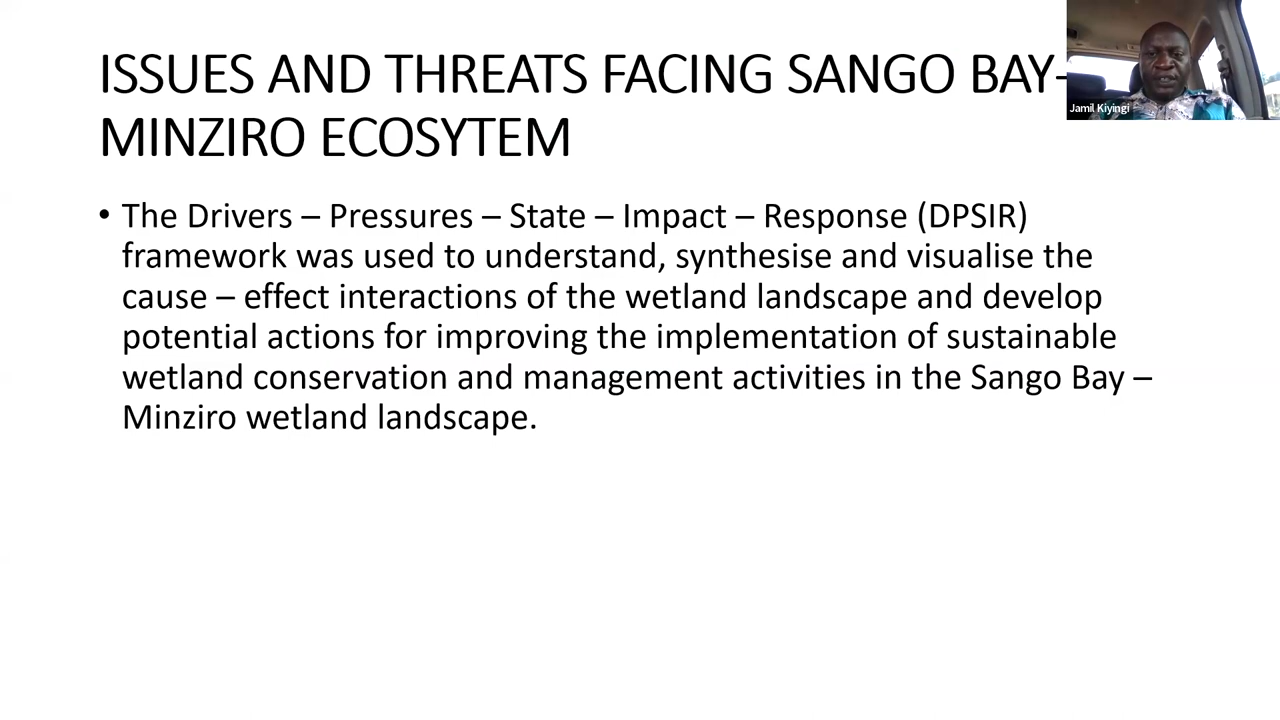 ISSUES AND THREATS FACING SANGO BAY-
MINZIRO ECOSYTEM
Jamil Kiyingi
• The Drivers – Pressures – State – Impact – Response (DPSIR)
framework was used to understand, synthesise and visualise the
cause – effect interactions of the wetland landscape and develop
potential actions for improving the implementation of sustainable
wetland conservation and management activities in the Sango Bay –
Minziro wetland landscape.